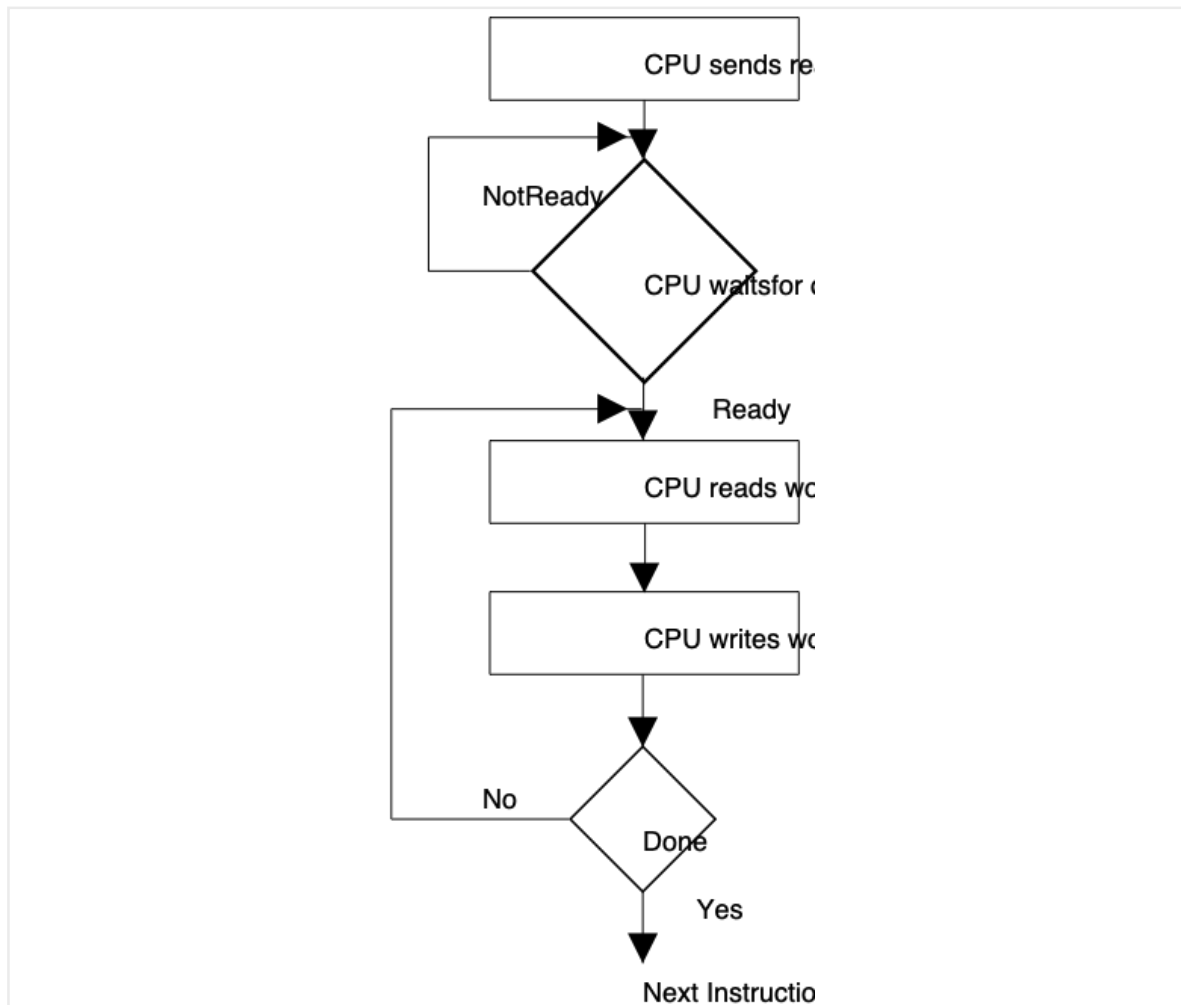 CPU sends re
NotReady
CPU waitsfor
Ready
CPU reads wo
CPU writes wo
No
Done
Yes
Next Instructio